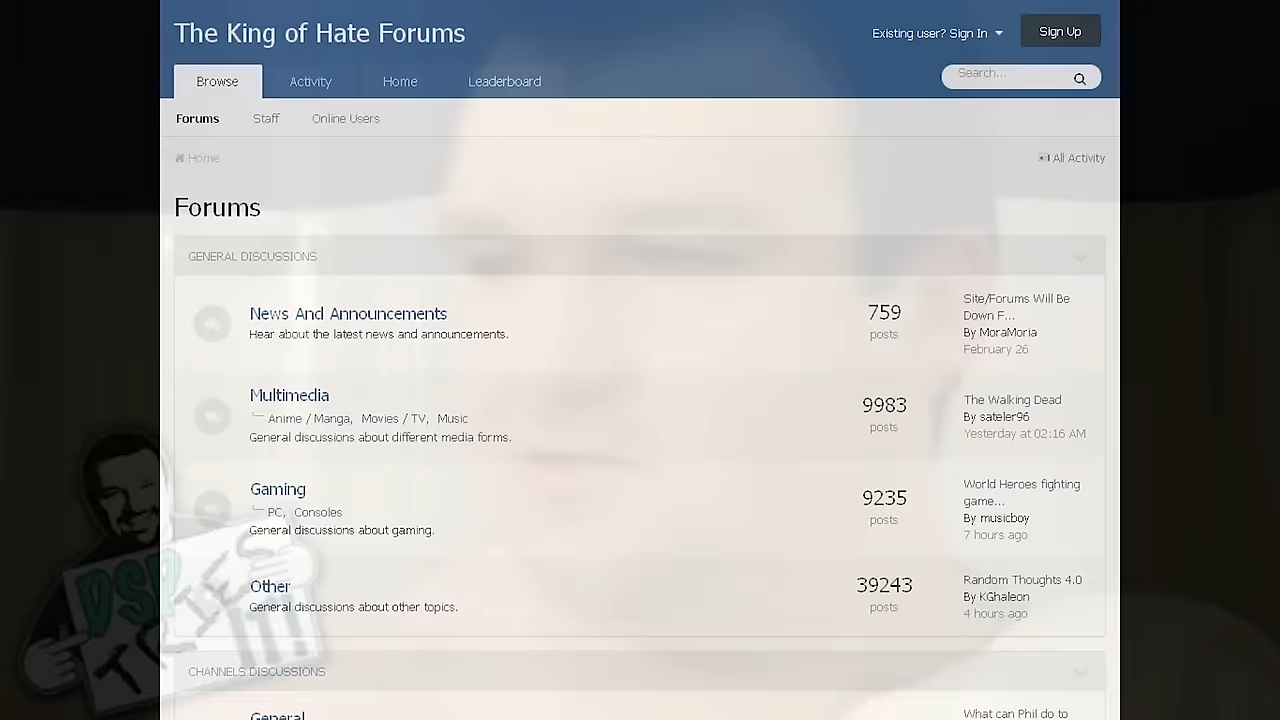 The King of Hate Forums
Existing user? Sign In
Sign Up
Browse
Activity
Home
Leaderboard
Search...
Forums
Staff
Online Users
Home
All Activity
Forums
GENERAL DISCUSSIONS
News And Announcements
Hear about the latest news and announcements.
759
posts
Site/Forums Will Be
Down F...
By MoraMoria
February 26
Multimedia
Anime / Manga, Movies / TV, Music
General discussions about different media forms.
9983
posts
The Walking Dead
By sateler96
Yesterday at 02:16 AM
Gaming
PC, Consoles
General discussions about gaming.
9235
posts
World Heroes fighting
game...
By musicboy
7 hours ago
Other
General discussions about other topics.
39243
posts
Random Thoughts 4.0
By KGhaleon
4 hours ago
DSP
TRIES
IT!
CHANNELS DISCUSSIONS
General
What can Phil do to